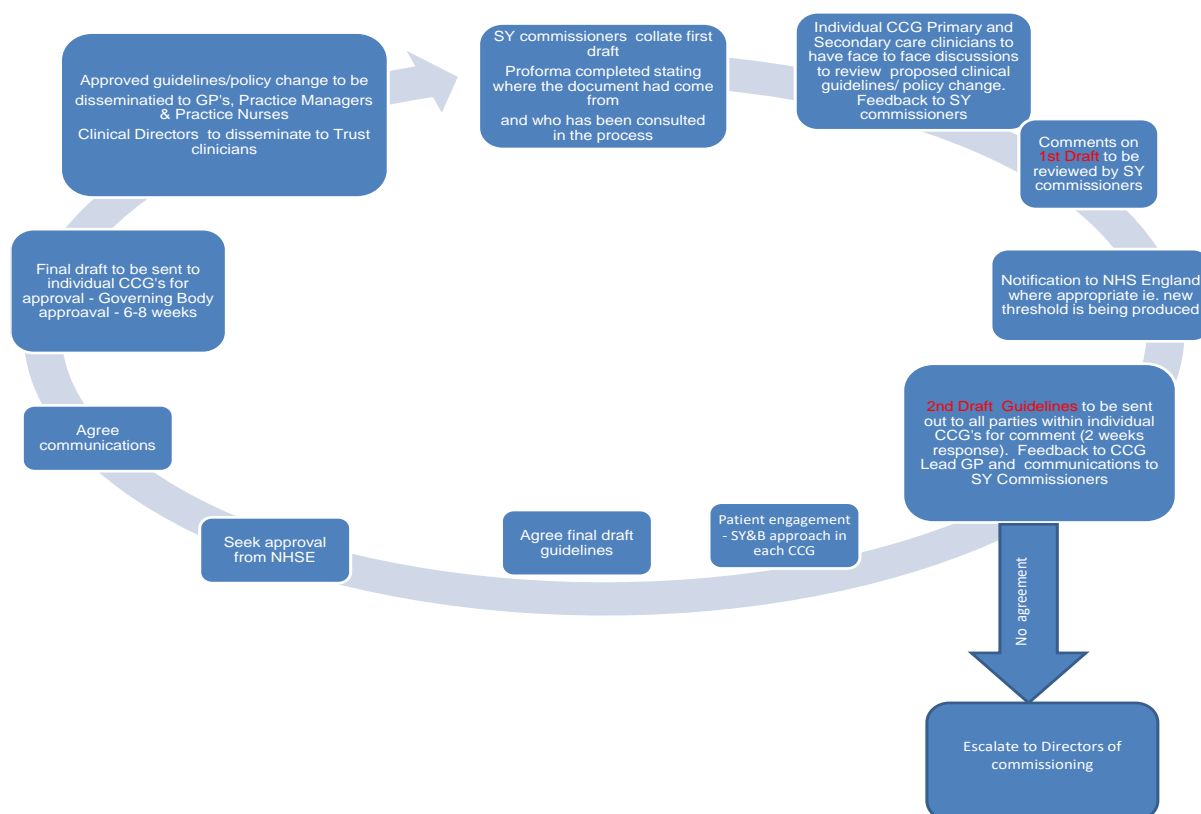 SY commissioners collate first
draft
Proforma completed stating
where the document had come
from
and who has been consulted
in the process
Individual CCG Primary and
Secondary care clinicians to
have face to face discussions
to review proposed clinical
guidelines/ policy change.
Feedback to SY
commissioners
Comments on
1st Draft to be
reviewed by SY
commissioners
Notification to NHS England
where appropriate ie. new
threshold is being produced
2nd Draft Guidelines to be sent
out to all parties within individual
CCG's for comment (2 weeks
response). Feedback to CCG
Lead GP and communications to
SY Commissioners
No agreement
Escalate to Directors of
commissioning
Patient engagement
- SY&B approach in
each CCG
Agree final draft
guidelines
Seek approval
from NHSE
Agree
communications
Final draft to be sent to
individual CCG's for
approval - Governing Body
approaval - 6-8 weeks
Approved guidelines/policy change to be
disseminatied to GP's, Practice Managers
& Practice Nurses
Clinical Directors to disseminate to Trust
clinicians